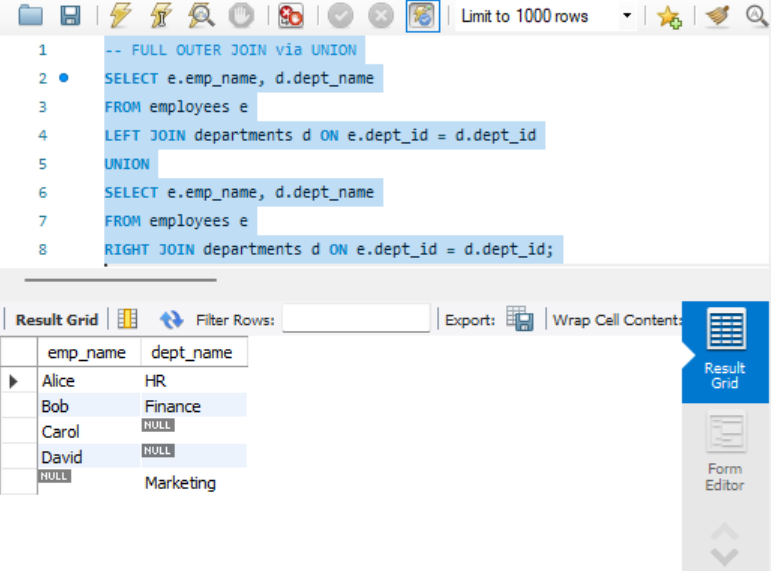 Limit to 1000 rows
1 -- FULL OUTER JOIN via UNION
2 SELECT e.emp_name, d.dept_name
3 FROM employees e
4 LEFT JOIN departments d ON e.dept_id = d.dept_id
5 UNION
6 SELECT e.emp_name, d.dept_name
7 FROM employees e
8 RIGHT JOIN departments d ON e.dept_id = d.dept_id;
Result Grid Filter Rows: Export: Wrap Cell Content:
emp_name dept_name
Alice HR
Bob Finance
Carol NULL
David NULL
NULL Marketing
Result
Grid
Form
Editor